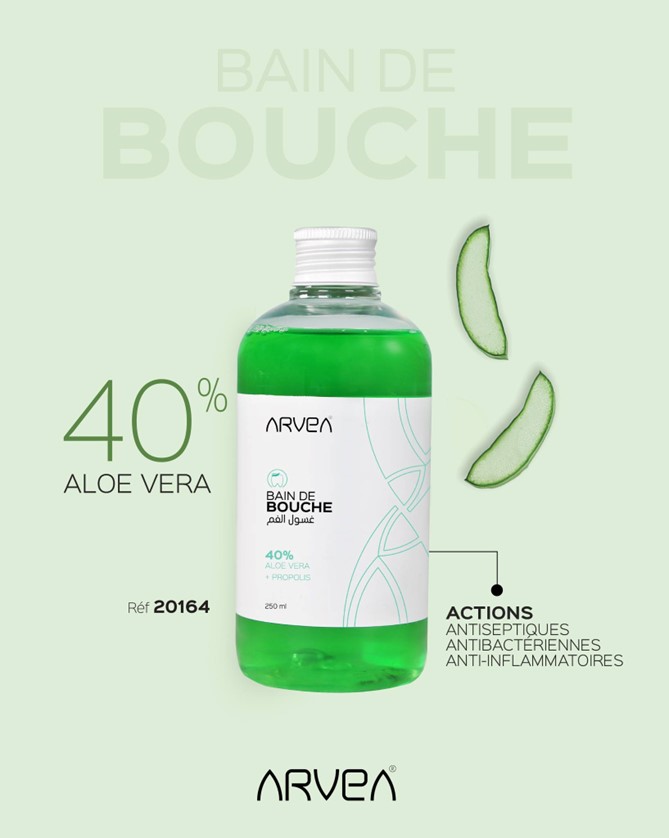 BAIN DE
BOUCHE
40%
ALOE VERA
ARVEA®
BAIN DE
BOUCHE
غسول الفم
40%
ALOE VERA
+ PROPOLIS
250 ml
Réf 20164
ACTIONS
ANTISEPTIQUES
ANTIBACTÉRIENNES
ANTI-INFLAMMATOIRES
ARVEA®